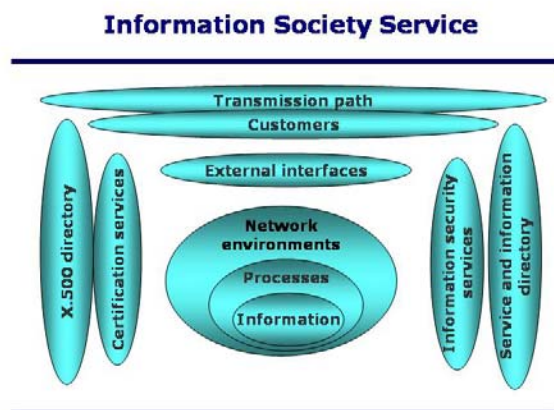 Information Society Service
Transmission path
Customers
External interfaces
X.500 directory
Certification services
Network
environments
Processes
Information
Information security
services
Service and information
directory